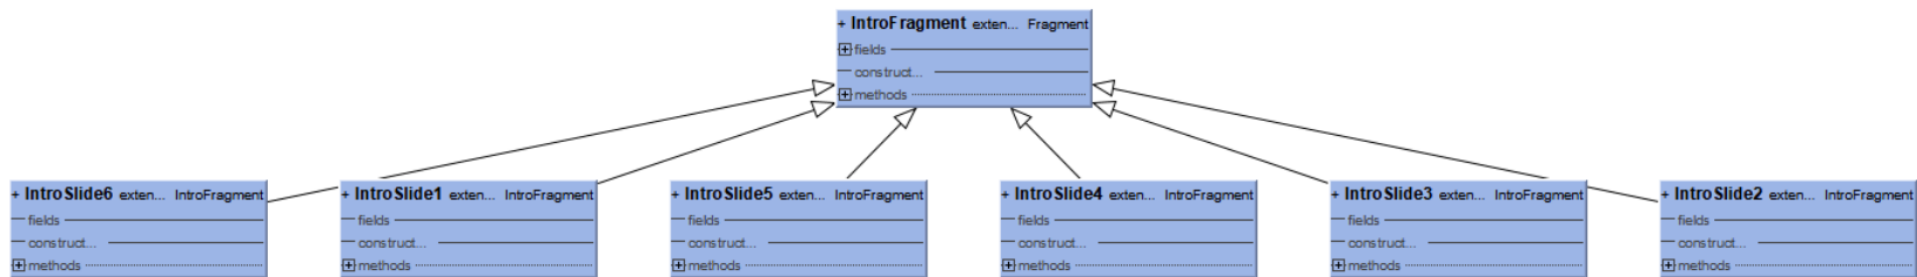 + IntroFragment exten... Fragment
fields
construct...
methods
+ IntroSlide6 exten... IntroFragment
fields
construct...
methods
+ IntroSlide1 exten... IntroFragment
fields
construct...
methods
+ IntroSlide5 exten... IntroFragment
fields
construct...
methods
+ IntroSlide4 exten... IntroFragment
fields
construct...
methods
+ IntroSlide3 exten... IntroFragment
fields
construct...
methods
+ IntroSlide2 exten... IntroFragment
fields
construct...
methods